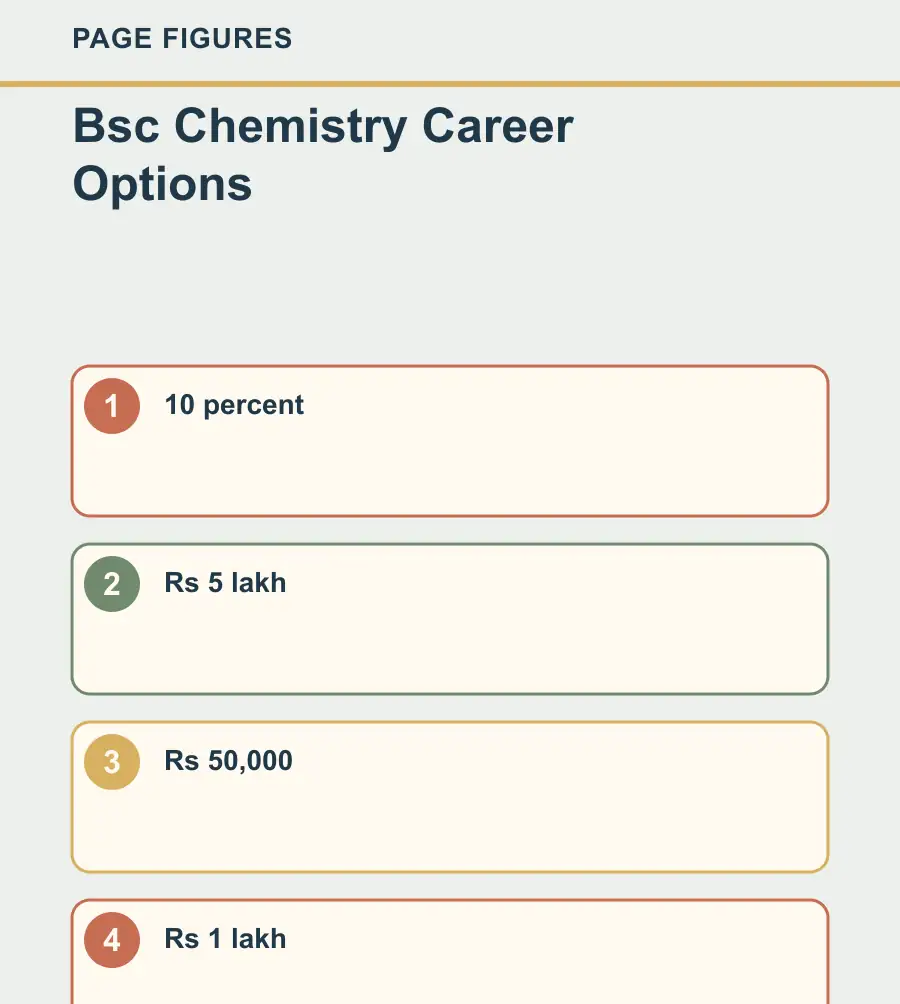 PAGE FIGURES
Bsc Chemistry Career
Options
1 10 percent
2 Rs 5 lakh
3 Rs 50,000
4 Rs 1 lakh